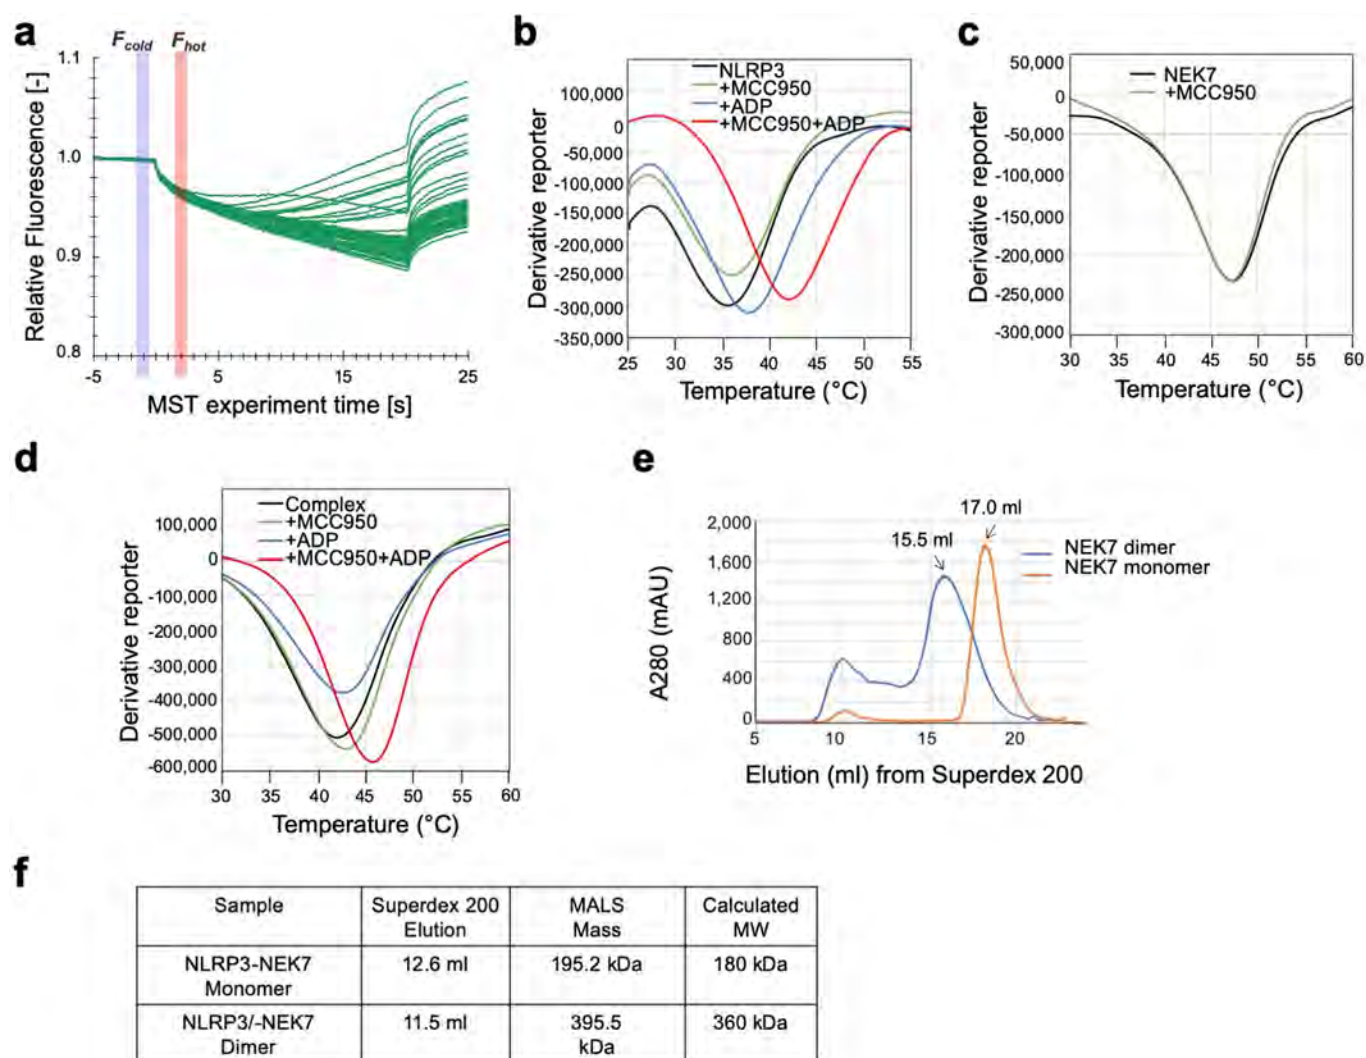 a
F_cold F_hot
1.1
1.0
0.9
0.8
-5 5 15 25
Relative Fluorescence [-]
MST experiment time [s]
b
NLRP3
+MCC950
+ADP
+MCC950+ADP
100,000
0
-50,000
-100,000
-150,000
-200,000
-250,000
-300,000
-350,000
25 30 35 40 45 50 55
Derivative reporter
Temperature (°C)
c
NEK7
+MCC950
50,000
0
-50,000
-100,000
-150,000
-200,000
-250,000
-300,000
30 35 40 45 50 55 60
Derivative reporter
Temperature (°C)
d
Complex
+MCC950
+ADP
+MCC950+ADP
100,000
0
-100,000
-200,000
-300,000
-400,000
-500,000
-600,000
30 35 40 45 50 55 60
Derivative reporter
Temperature (°C)
e
17.0 ml
15.5 ml
NEK7 dimer
NEK7 monomer
2,000
1,600
1,200
800
400
0
5 10 15 20
A280 (mAU)
Elution (ml) from Superdex 200
f
Sample Superdex 200 Elution MALS Mass Calculated MW
NLRP3-NEK7 Monomer 12.6 ml 195.2 kDa 180 kDa
NLRP3/-NEK7 Dimer 11.5 ml 395.5 kDa 360 kDa